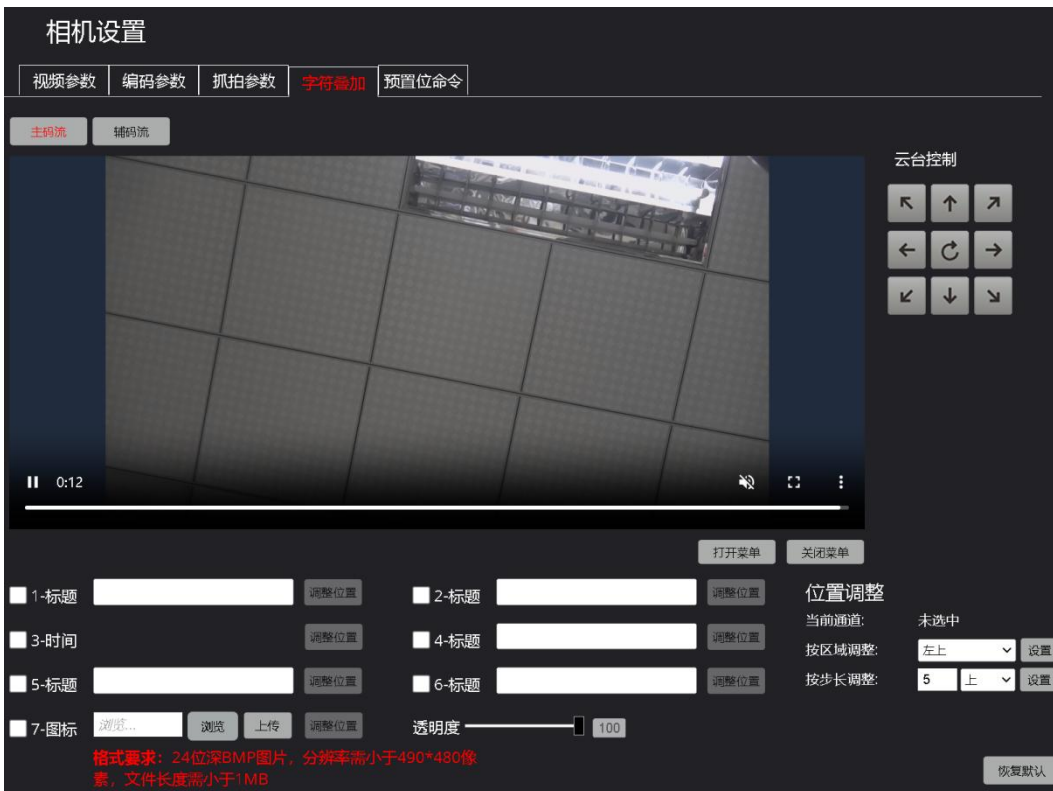 相机设置
视频参数 编码参数 抓拍参数 字符叠加 预置位命令
主码流 辅码流
云台控制
0:12
打开菜单 关闭菜单
1-标题 调整位置 2-标题 调整位置 位置调整
当前通道: 未选中
3-时间 调整位置 4-标题 调整位置 按区域调整: 左上 设置
5-标题 调整位置 6-标题 调整位置 按步长调整: 5 上 设置
7-图标 浏览... 浏览 上传 调整位置 透明度 100
格式要求：24位深BMP图片，分辨率需小于490*480像
素，文件长度需小于1MB
恢复默认